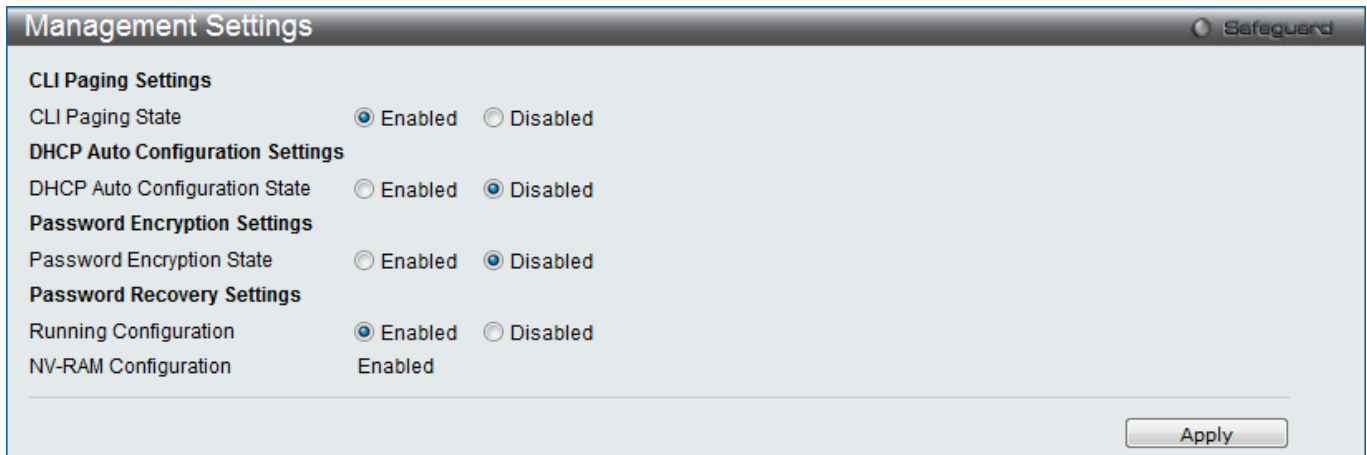 Management Settings
Safeguard
CLI Paging Settings
CLI Paging State Enabled Disabled
DHCP Auto Configuration Settings
DHCP Auto Configuration State Enabled Disabled
Password Encryption Settings
Password Encryption State Enabled Disabled
Password Recovery Settings
Running Configuration Enabled Disabled
NV-RAM Configuration Enabled
Apply